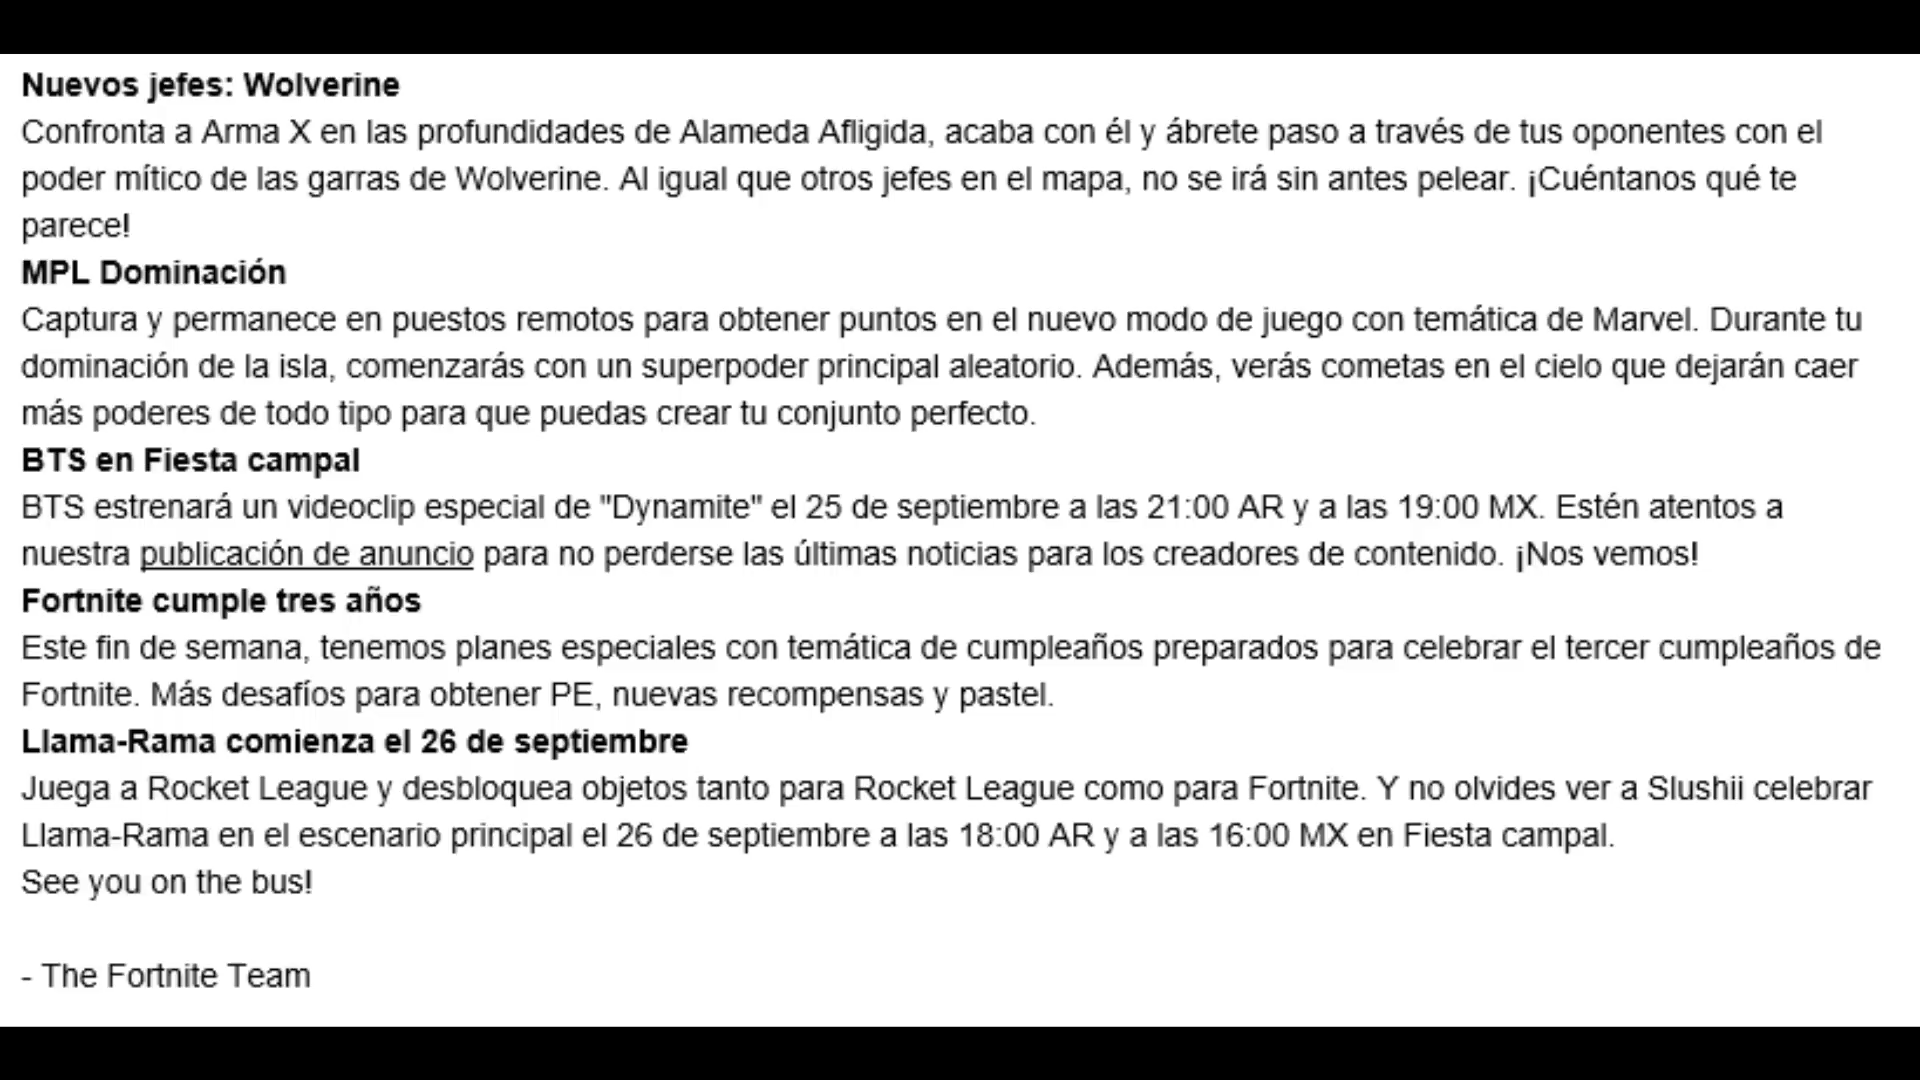 Nuevos jefes: Wolverine
Confronta a Arma X en las profundidades de Alameda Afligida, acaba con él y ábrete paso a través de tus oponentes con el
poder mítico de las garras de Wolverine. Al igual que otros jefes en el mapa, no se irá sin antes pelear. ¡Cuéntanos qué te
parece!
MPL Dominación
Captura y permanece en puestos remotos para obtener puntos en el nuevo modo de juego con temática de Marvel. Durante tu
dominación de la isla, comenzarás con un superpoder principal aleatorio. Además, verás cometas en el cielo que dejarán caer
más poderes de todo tipo para que puedas crear tu conjunto perfecto.
BTS en Fiesta campal
BTS estrenará un videoclip especial de "Dynamite" el 25 de septiembre a las 21:00 AR y a las 19:00 MX. Estén atentos a
nuestra publicación de anuncio para no perderse las últimas noticias para los creadores de contenido. ¡Nos vemos!
Fortnite cumple tres años
Este fin de semana, tenemos planes especiales con temática de cumpleaños preparados para celebrar el tercer cumpleaños de
Fortnite. Más desafíos para obtener PE, nuevas recompensas y pastel.
Llama-Rama comienza el 26 de septiembre
Juega a Rocket League y desbloquea objetos tanto para Rocket League como para Fortnite. Y no olvides ver a Slushii celebrar
Llama-Rama en el escenario principal el 26 de septiembre a las 18:00 AR y a las 16:00 MX en Fiesta campal.
See you on the bus!
- The Fortnite Team